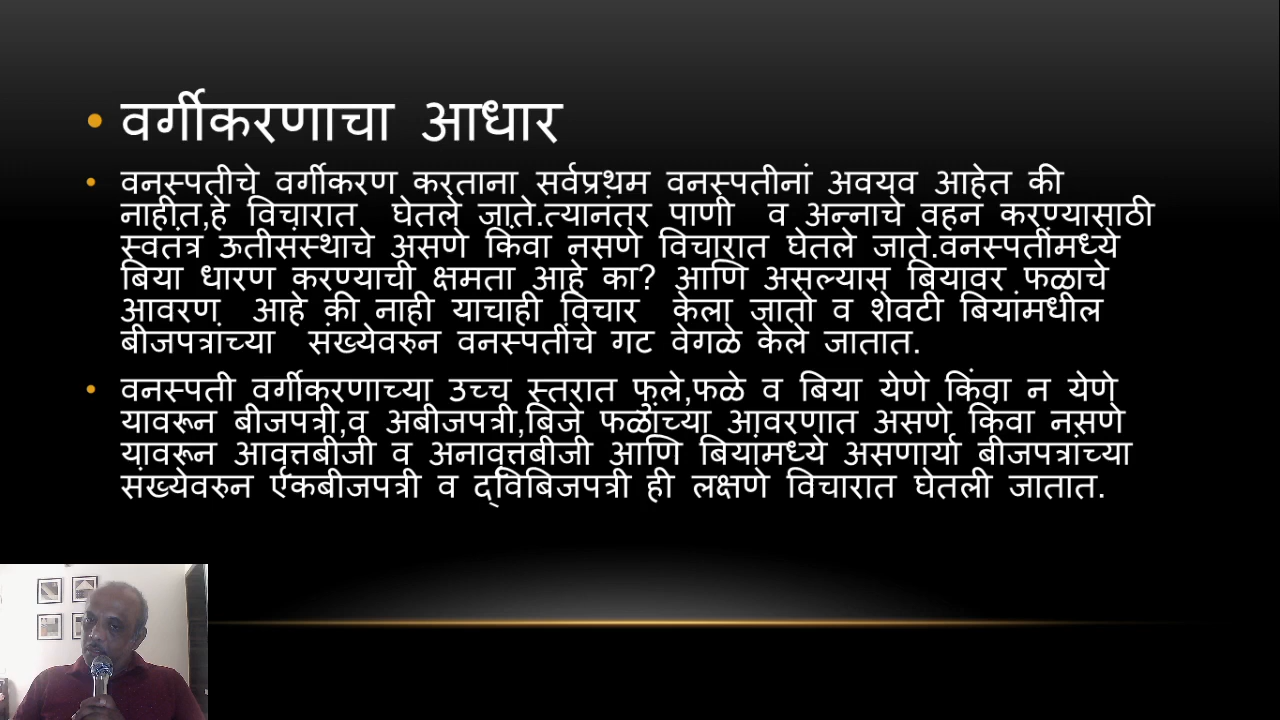 वर्गीकरणाचा आधार
वनस्पतीचे वर्गीकरण करताना सर्वप्रथम वनस्पतीनां अवयव आहेत की
नाहीत,हे विचारात घेतले जाते.त्यानंतर पाणी व अन्नाचे वहन करण्यासाठी
स्वतंत्र ऊतीसंस्थाचे असणे किंवा नसणे विचारात घेतले जाते.वनस्पतींमध्ये
बिया धारण करण्याची क्षमता आहे का? आणि असल्यास बियावर फळाचे
आवरण आहे की नाही याचाही विचार केला जातो व शेवटी बियांमधील
बीजपत्रांच्या संख्येवरुन वनस्पतीचे गट वेगळे केले जातात.
वनस्पती वर्गीकरणाच्या उच्च स्तरात फुले,फळे व बिया येणे किंवा न येणे
यावरून बीजपत्री,व अबीजपत्री,बिजे फळांच्या आवरणात असणे किंवा नसणे
यावरून आवृत्तबीजी व अनावृत्तबीजी आणि बियांमध्ये असणार्या बीजपत्रांच्या
संख्येवरुन एकबीजपत्री व द्विबिजपत्री ही लक्षणे विचारात घेतली जातात.